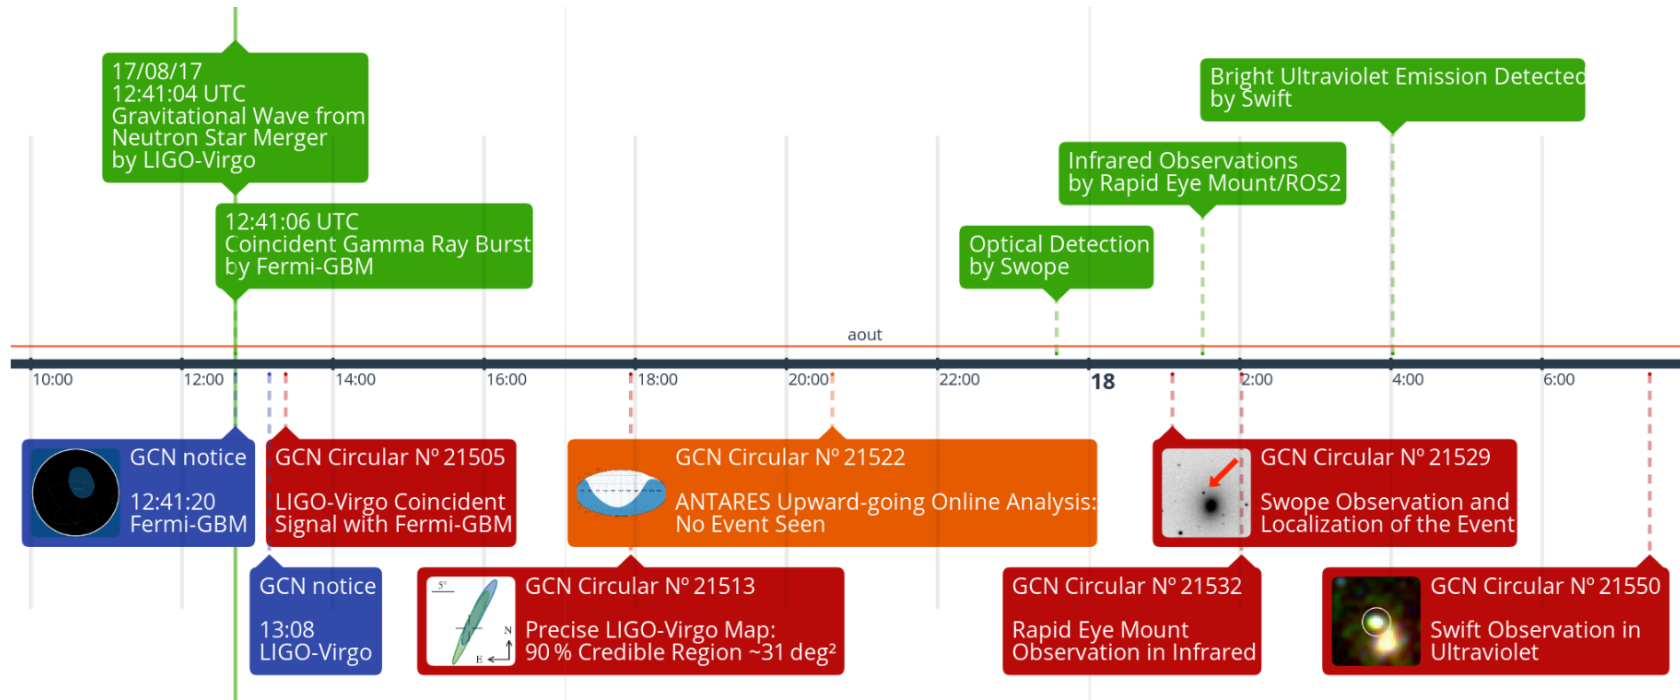 17/08/17
12:41:04 UTC
Gravitational Wave from
Neutron Star Merger
by LIGO-Virgo
12:41:06 UTC
Coincident Gamma Ray Burst
by Fermi-GBM
Optical Detection
by Swope
Infrared Observations
by Rapid Eye Mount/ROS2
Bright Ultraviolet Emission Detected
by Swift
aout
10:00
12:00
14:00
16:00
18:00
20:00
22:00
18
2:00
4:00
6:00
GCN notice
12:41:20
Fermi-GBM
GCN Circular Nº 21505
LIGO-Virgo Coincident
Signal with Fermi-GBM
GCN Circular Nº 21522
ANTARES Upward-going Online Analysis:
No Event Seen
GCN Circular Nº 21529
Swope Observation and
Localization of the Event
GCN notice
13:08
LIGO-Virgo
5°
N
E
GCN Circular Nº 21513
Precise LIGO-Virgo Map:
90 % Credible Region ~31 deg²
GCN Circular Nº 21532
Rapid Eye Mount
Observation in Infrared
GCN Circular Nº 21550
Swift Observation in
Ultraviolet